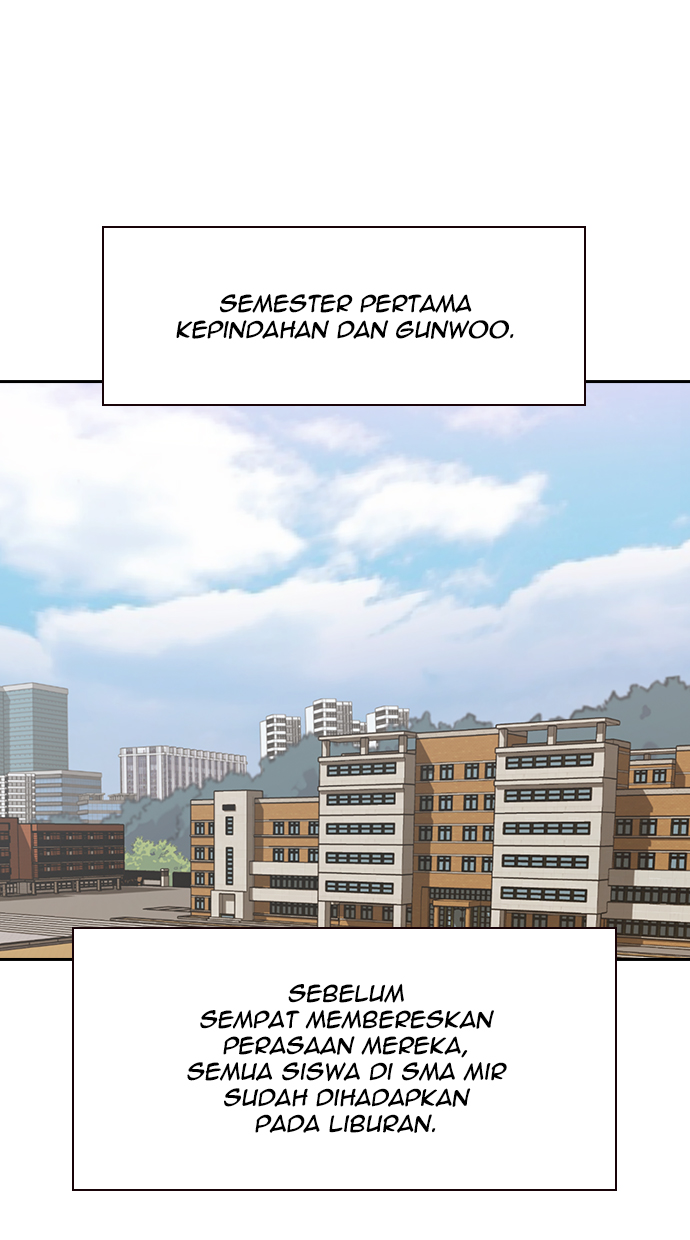 SEMESTER PERTAMA
KEPINDAHAN DAN GUNWOO.
SEBELUM
SEMPAT MEMBERESKAN
PERASAAN MEREKA,
SEMUA SISWA DI SMA MIR
SUDAH DIHADAPKAN
PADA LIBURAN.